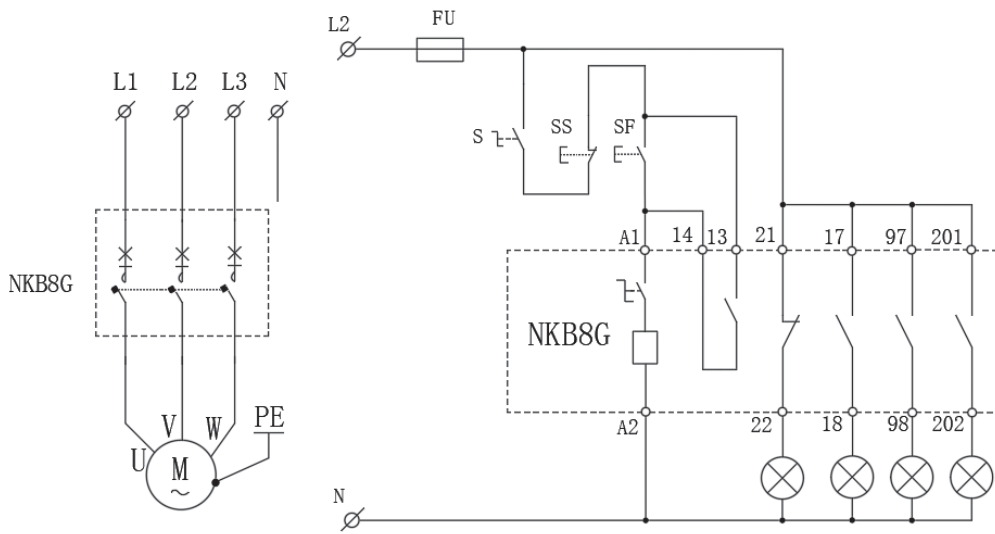 L1 L2 L3 N
NKB8G
V
U
W
PE
M
~
L2
FU
S
SS
SF
A1 14 13 21 17 97 201
NKB8G
A2 22 18 98 202
N